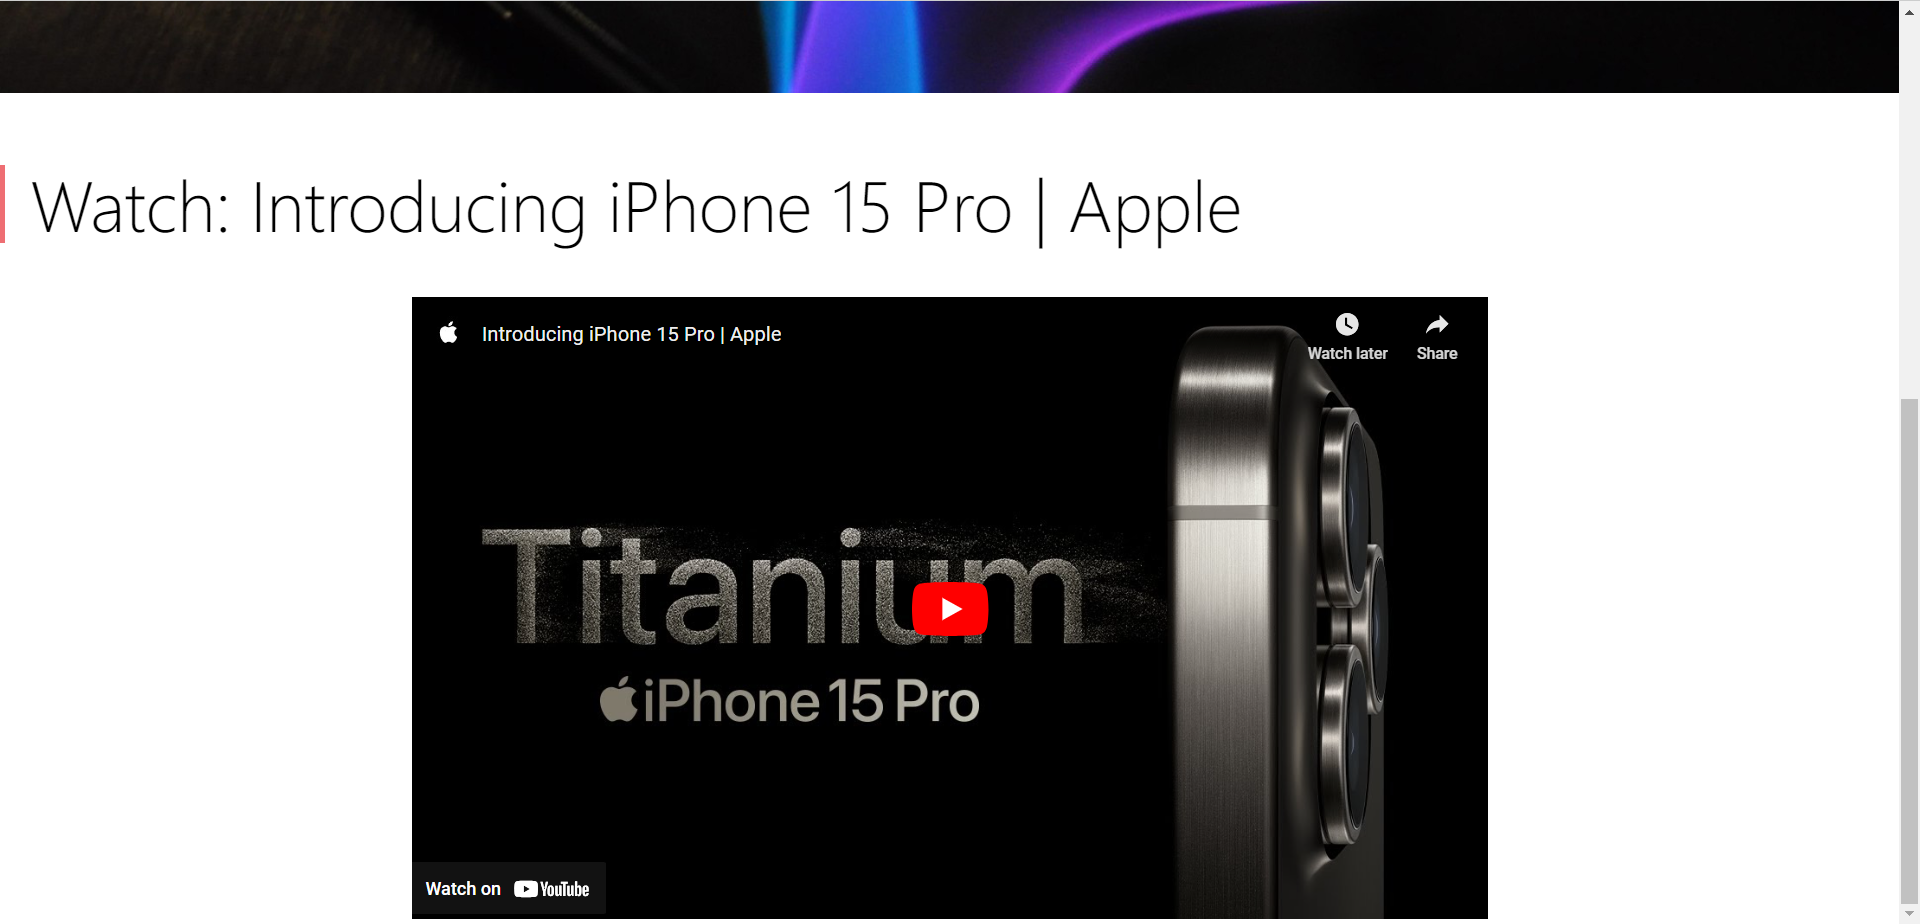 Watch: Introducing iPhone 15 Pro | Apple
Introducing iPhone 15 Pro | Apple
Watch later
Share
Titanium
iPhone 15 Pro
Watch on YouTube